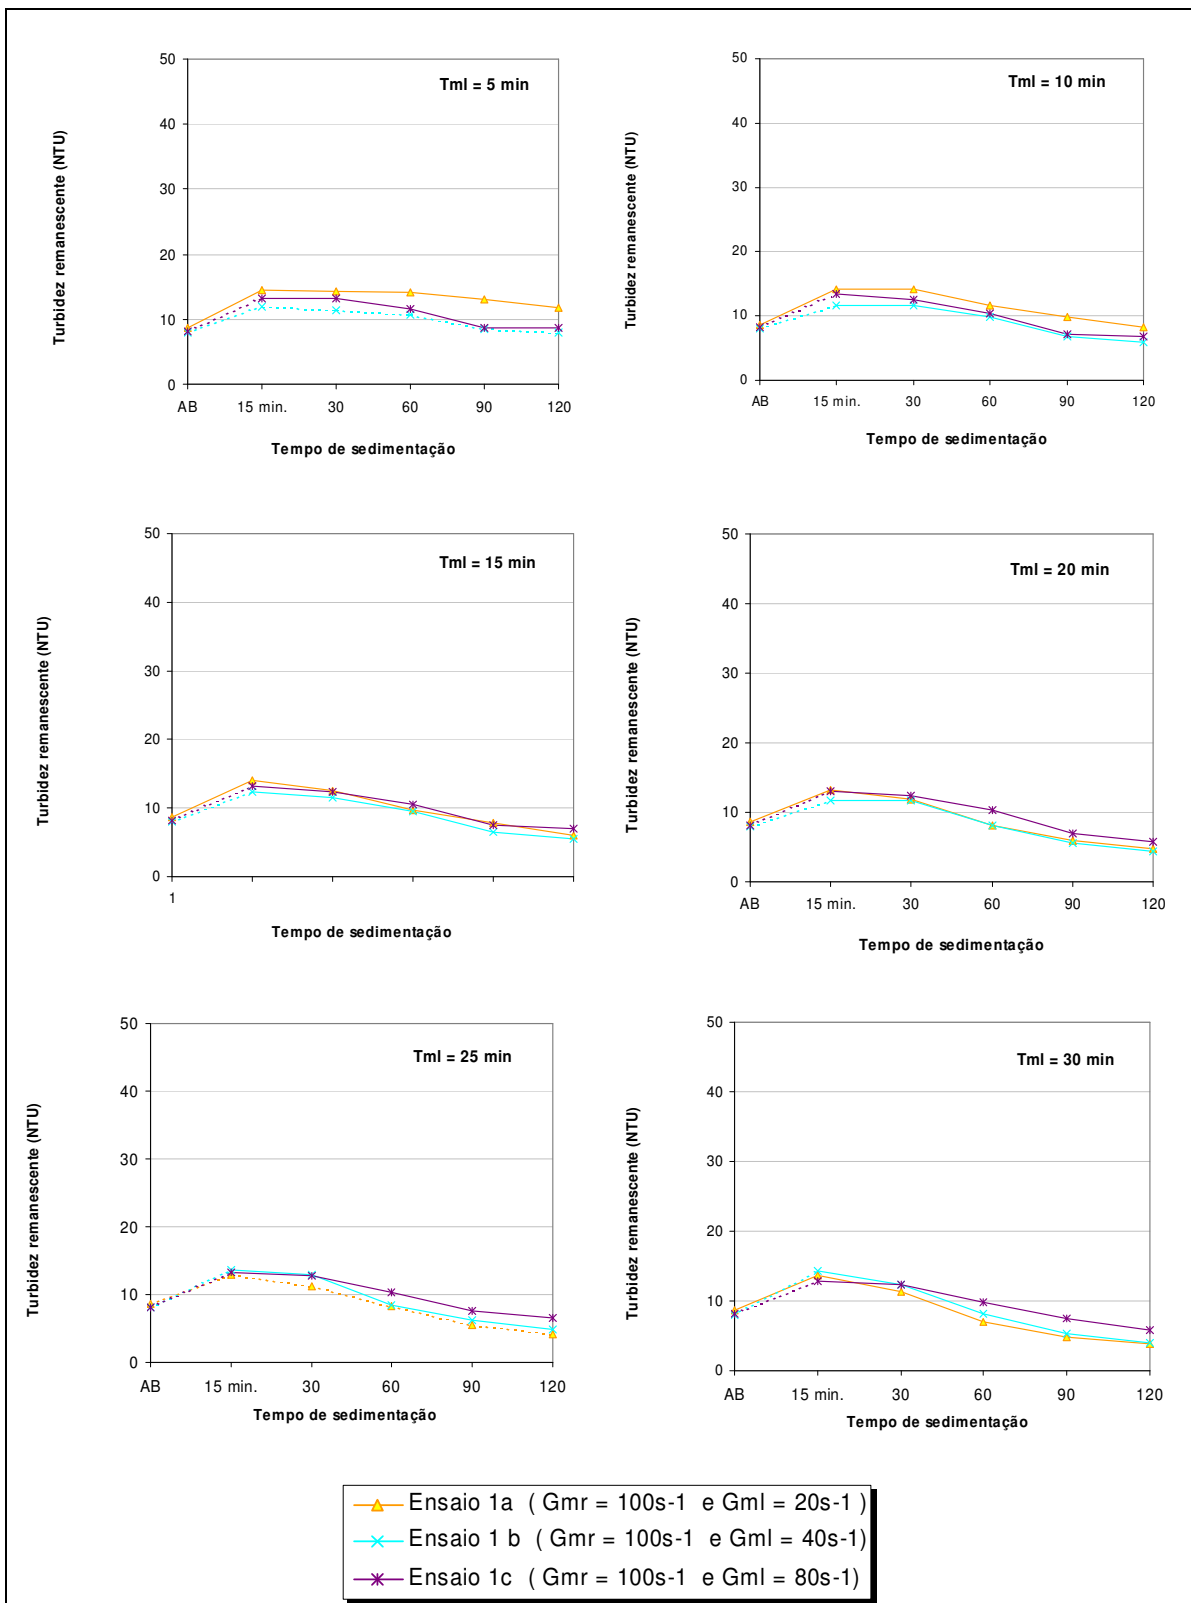 Tml = 5 min
Turbidez remanescente (NTU)
50
40
30
20
10
0
AB 15 min. 30 60 90 120
Tempo de sedimentação
Tml = 10 min
Turbidez remanescente (NTU)
50
40
30
20
10
0
AB 15 min. 30 60 90 120
Tempo de sedimentação
Tml = 15 min
Turbidez remanescente (NTU)
50
40
30
20
10
0
1
Tempo de sedimentação
Tml = 20 min
Turbidez remanescente (NTU)
50
40
30
20
10
0
AB 15 min. 30 60 90 120
Tempo de sedimentação
Tml = 25 min
Turbidez remanescente (NTU)
50
40
30
20
10
0
AB 15 min. 30 60 90 120
Tempo de sedimentação
Tml = 30 min
Turbidez remanescente (NTU)
50
40
30
20
10
0
AB 15 min. 30 60 90 120
Tempo de sedimentação
Ensaio 1a ( Gmr = 100s-1 e Gml = 20s-1 )
Ensaio 1 b ( Gmr = 100s-1 e Gml = 40s-1)
Ensaio 1c ( Gmr = 100s-1 e Gml = 80s-1)